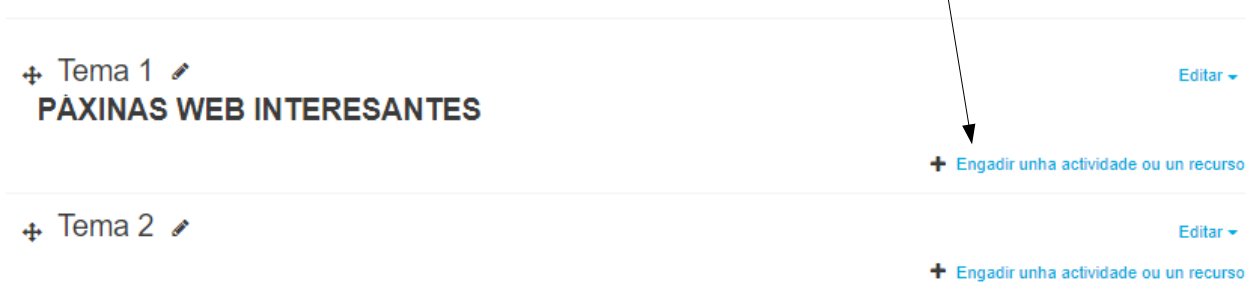 Tema 1
Editar
PÁXINAS WEB INTERESANTES
Engadir unha actividade ou un recurso
Tema 2
Editar
Engadir unha actividade ou un recurso